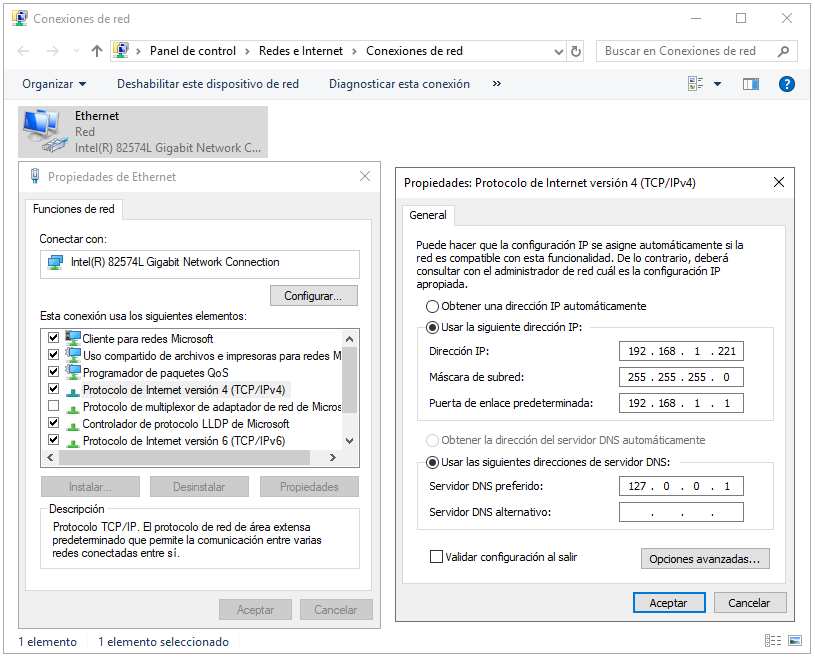 Conexiones de red
Panel de control > Redes e Internet > Conexiones de red
Buscar en Conexiones de red
Organizar
Deshabilitar este dispositivo de red
Diagnosticar esta conexión
»
?
Ethernet
Red
Intel(R) 82574L Gigabit Network C...
Propiedades de Ethernet
Funciones de red
Conectar con:
Intel(R) 82574L Gigabit Network Connection
Configurar...
Esta conexión usa los siguientes elementos:
Cliente para redes Microsoft
Uso compartido de archivos e impresoras para redes M
Programador de paquetes QoS
Protocolo de Internet versión 4 (TCP/IPv4)
Protocolo de multiplexor de adaptador de red de Micros
Controlador de protocolo LLDP de Microsoft
Protocolo de Internet versión 6 (TCP/IPv6)
Instalar...
Desinstalar
Propiedades
Descripción
Protocolo TCP/IP. El protocolo de red de área extensa
predeterminado que permite la comunicación entre varias
redes conectadas entre sí.
Aceptar
Cancelar
Propiedades: Protocolo de Internet versión 4 (TCP/IPv4)
General
Puede hacer que la configuración IP se asigne automáticamente si la
red es compatible con esta funcionalidad. De lo contrario, deberá
consultar con el administrador de red cuál es la configuración IP
apropiada.
Obtener una dirección IP automáticamente
Usar la siguiente dirección IP:
Dirección IP: 192 . 168 . 1 . 221
Máscara de subred: 255 . 255 . 255 . 0
Puerta de enlace predeterminada: 192 . 168 . 1 . 1
Obtener la dirección del servidor DNS automáticamente
Usar las siguientes direcciones de servidor DNS:
Servidor DNS preferido: 127 . 0 . 0 . 1
Servidor DNS alternativo: . . .
Validar configuración al salir
Opciones avanzadas...
Aceptar
Cancelar
1 elemento
1 elemento seleccionado